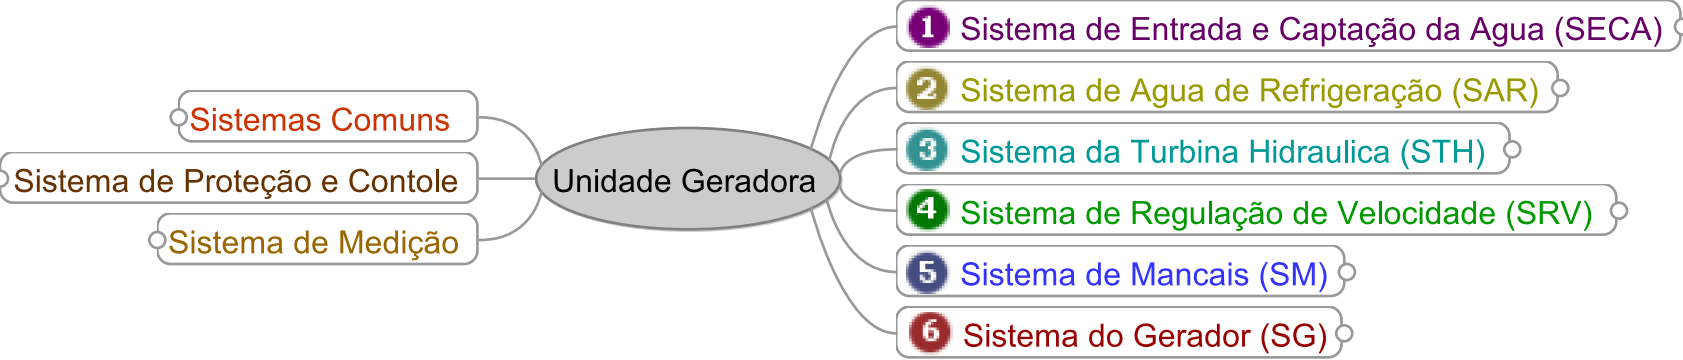 Sistemas Comuns
Sistema de Proteção e Contole
Sistema de Medição
Unidade Geradora
1 Sistema de Entrada e Captação da Agua (SECA)
2 Sistema de Agua de Refrigeração (SAR)
3 Sistema da Turbina Hidraulica (STH)
4 Sistema de Regulação de Velocidade (SRV)
5 Sistema de Mancais (SM)
6 Sistema do Gerador (SG)